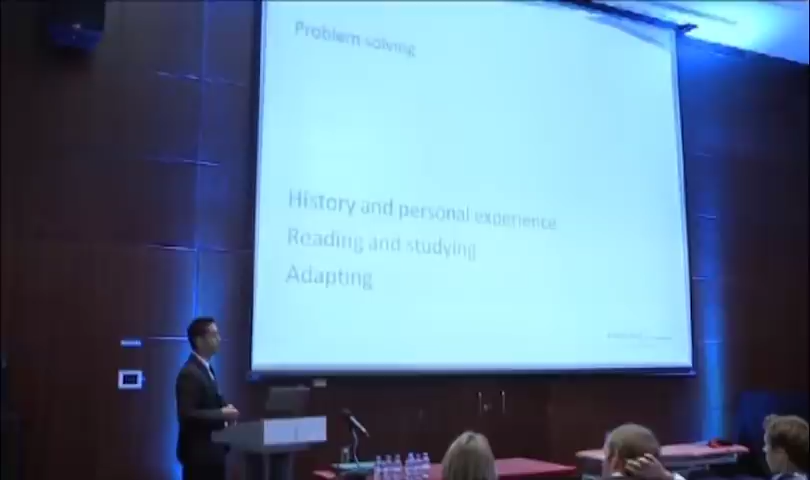 Problem solving
History and personal experience
Reading and studying
Adapting